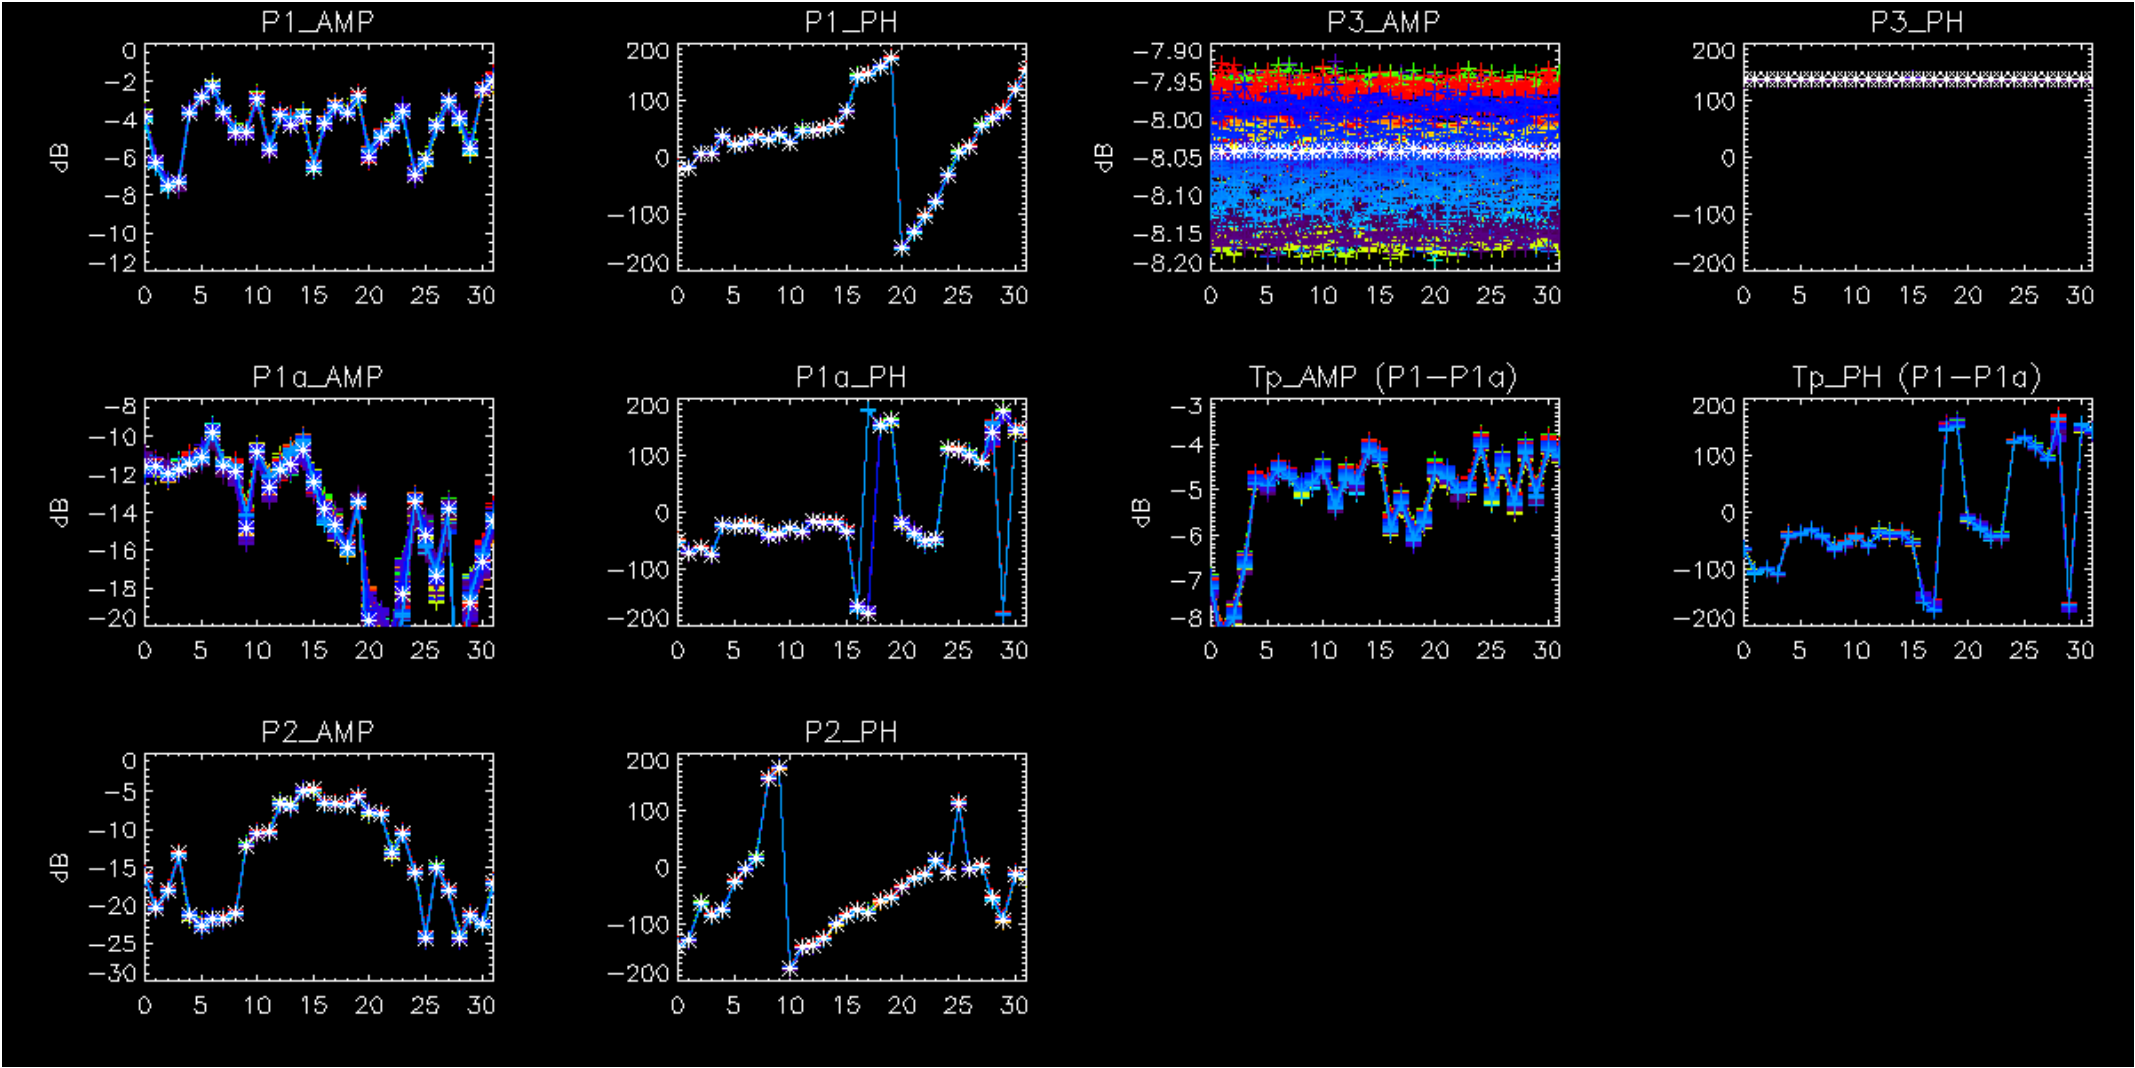 P1_AMP P1_PH P3_AMP P3_PH
0 200 −7.90 200
−2 −7.95
100 100
−4 −8.00
dB −6 0 dB −8.05 0
−8 −8.10
−100 −100
−10 −8.15
−12 −200 −8.20 −200
0 5 10 15 20 25 30 0 5 10 15 20 25 30 0 5 10 15 20 25 30 0 5 10 15 20 25 30
P1a_AMP P1a_PH Tp_AMP (P1−P1a) Tp_PH (P1−P1a)
−8 200 −3 200
−10 −4
100 100
−12 −5
dB −14 0 dB 0
−16 −6
−100 −100
−18 −7
−20 −200 −8 −200
0 5 10 15 20 25 30 0 5 10 15 20 25 30 0 5 10 15 20 25 30 0 5 10 15 20 25 30
P2_AMP P2_PH
0 200
−5
100
−10
dB −15 0
−20
−100
−25
−30 −200
0 5 10 15 20 25 30 0 5 10 15 20 25 30